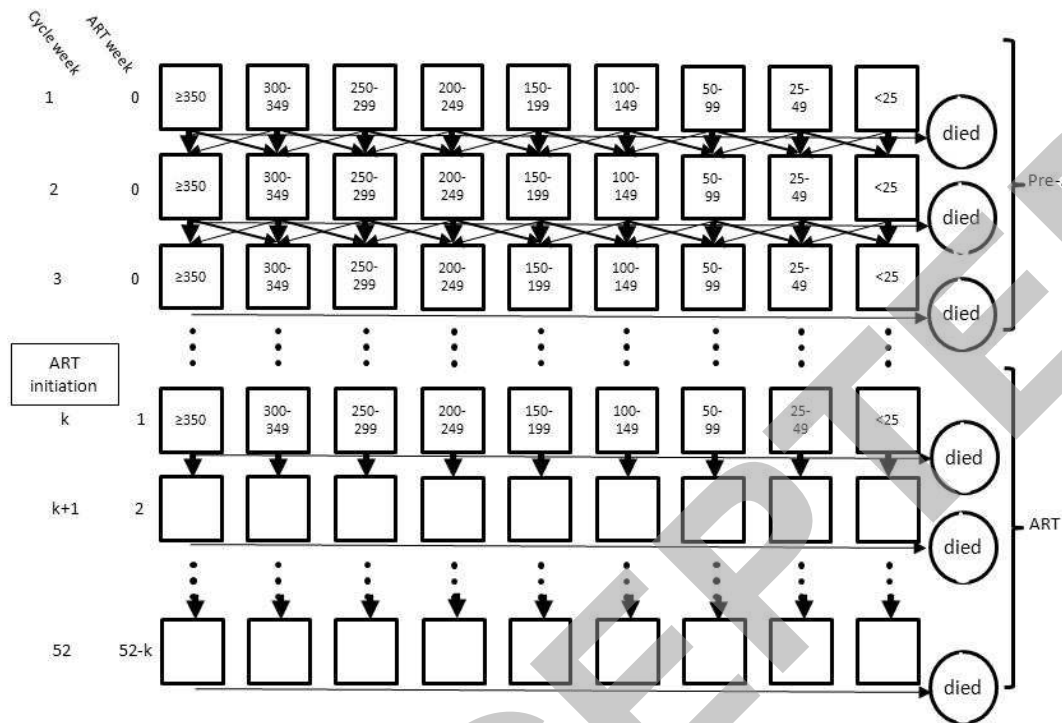 Cycle week ART week
1 0 ≥350 300-349 250-299 200-249 150-199 100-149 50-99 25-49 <25 died
2 0 ≥350 300-349 250-299 200-249 150-199 100-149 50-99 25-49 <25 died
Pre-
3 0 ≥350 300-349 250-299 200-249 150-199 100-149 50-99 25-49 <25 died
ART
initiation
k 1 ≥350 300-349 250-299 200-249 150-199 100-149 50-99 25-49 <25 died
k+1 2 died
ART
52 52-k died